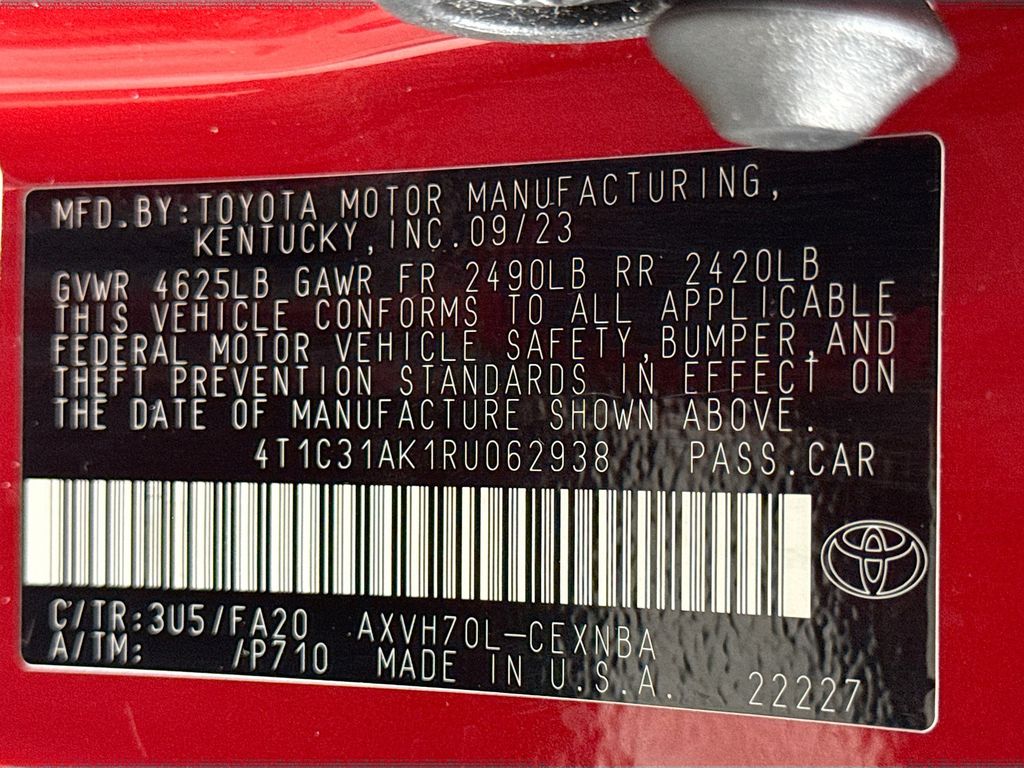 MFD.BY:TOYOTA MOTOR MANUFACTURING,
KENTUCKY,INC.09/23
GVWR 4625LB GAWR FR 2490LB RR 2420LB
THIS VEHICLE CONFORMS TO ALL APPLICABLE
FEDERAL MOTOR VEHICLE SAFETY,BUMPER,AND
THEFT PREVENTION STANDARDS IN EFFECT ON
THE DATE OF MANUFACTURE SHOWN ABOVE.
4T1C31AK1RU062938 PASS.CAR
C/TR:3U5/FA20 AXVH70L-CEXNBA
A/TM: /P710 MADE IN U.S.A. 22227